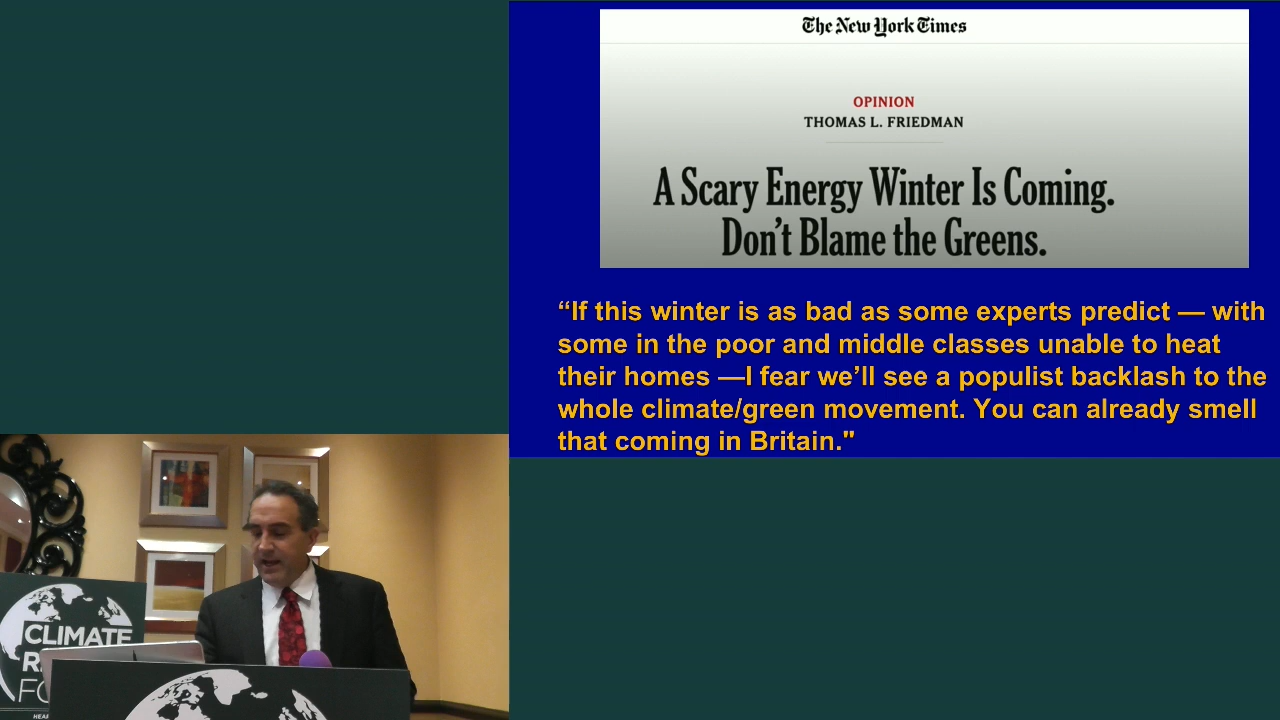 The New York Times
OPINION
THOMAS L. FRIEDMAN
A Scary Energy Winter Is Coming.
Don’t Blame the Greens.
“If this winter is as bad as some experts predict — with
some in the poor and middle classes unable to heat
their homes —I fear we’ll see a populist backlash to the
whole climate/green movement. You can already smell
that coming in Britain."
CLIMATE